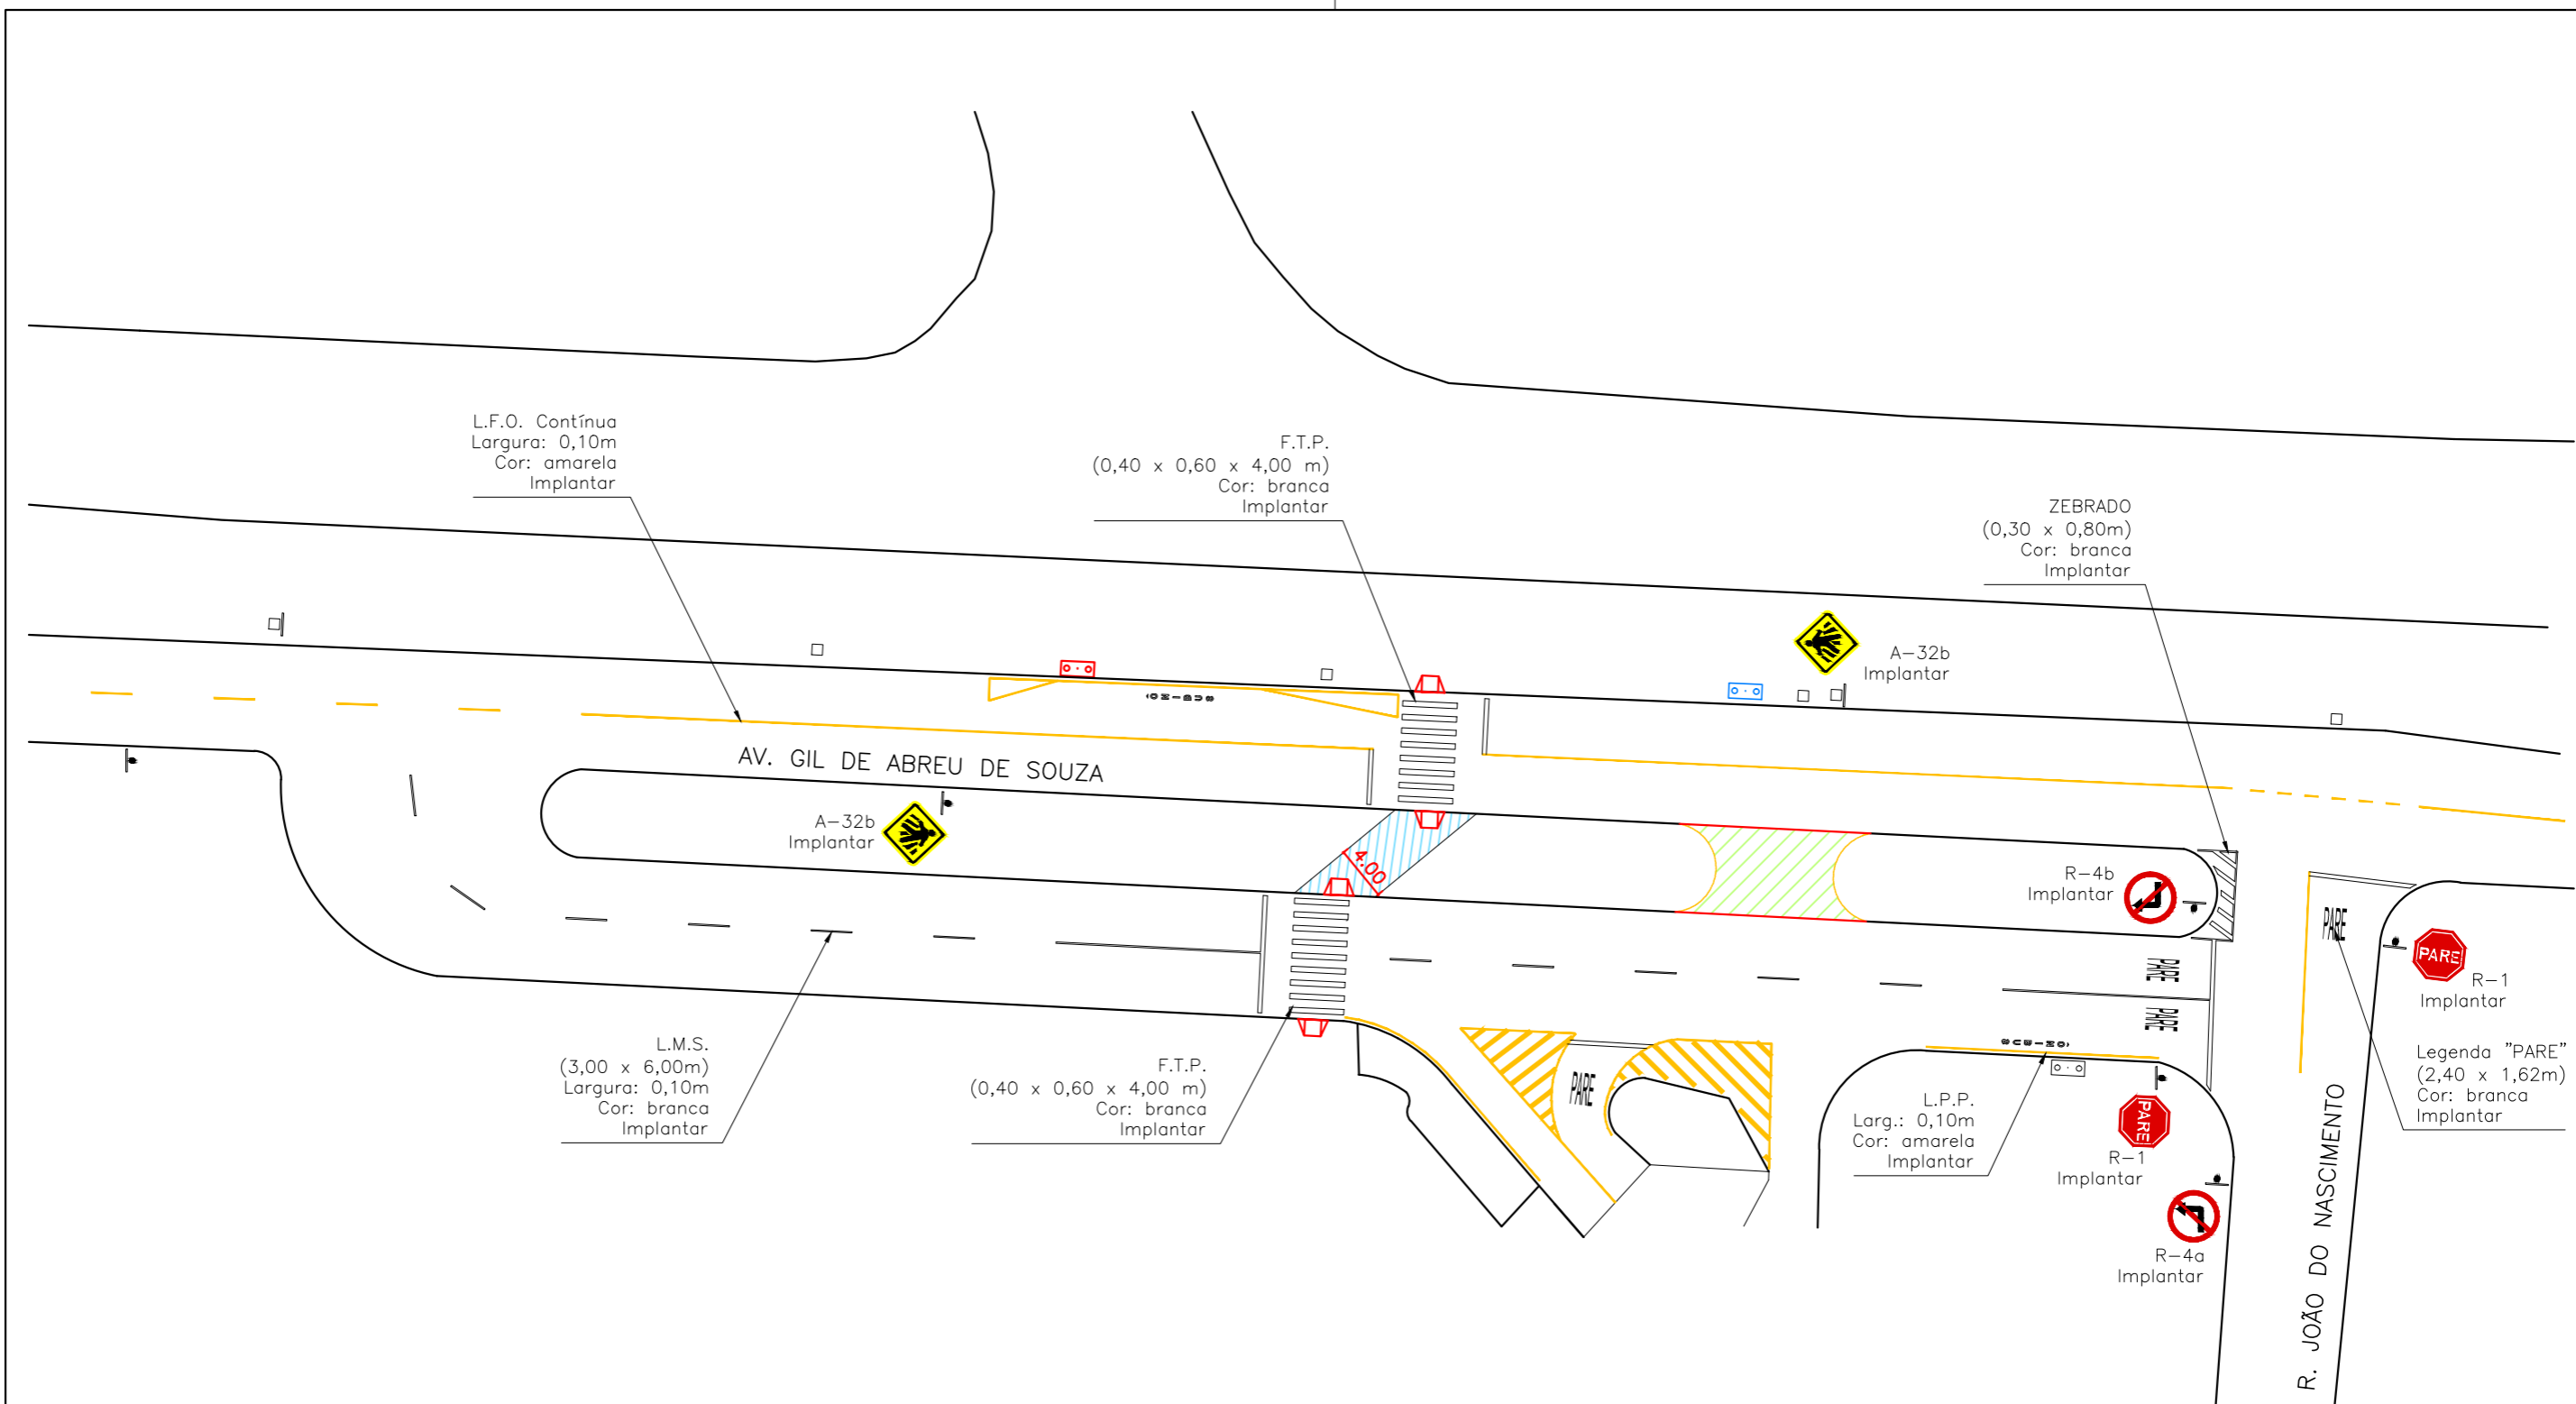 L.F.O. Contínua
Largura: 0,10m
Cor: amarela
Implantar
F.T.P.
(0,40 x 0,60 x 4,00 m)
Cor: branca
Implantar
ZEBRADO
(0,30 x 0,80m)
Cor: branca
Implantar
A-32b
Implantar
ÔNIBUS
AV. GIL DE ABREU DE SOUZA
A-32b
Implantar
4.00
R-4b
Implantar
PARE
PARE
R-1
Implantar
PARE
PARE
L.M.S.
(3,00 x 6,00m)
Largura: 0,10m
Cor: branca
Implantar
F.T.P.
(0,40 x 0,60 x 4,00 m)
Cor: branca
Implantar
PARE
ÔNIBUS
L.P.P.
Larg.: 0,10m
Cor: amarela
Implantar
PARE
R-1
Implantar
Legenda "PARE"
(2,40 x 1,62m)
Cor: branca
Implantar
R-4a
Implantar
R. JOÃO DO NASCIMENTO